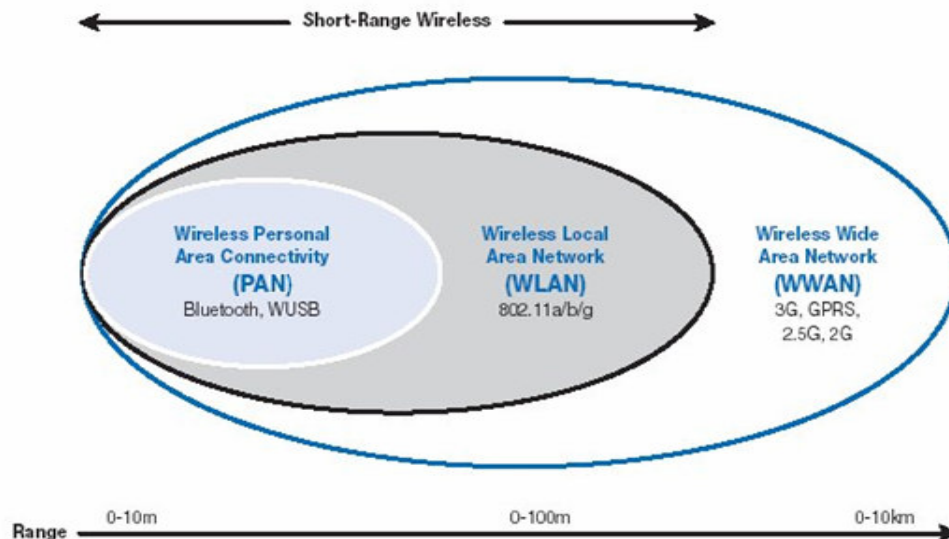 Short-Range Wireless
Wireless Personal
Area Connectivity
(PAN)
Bluetooth, WUSB
Wireless Local
Area Network
(WLAN)
802.11a/b/g
Wireless Wide
Area Network
(WWAN)
3G, GPRS,
2.5G, 2G
0-10m
0-100m
0-10km
Range